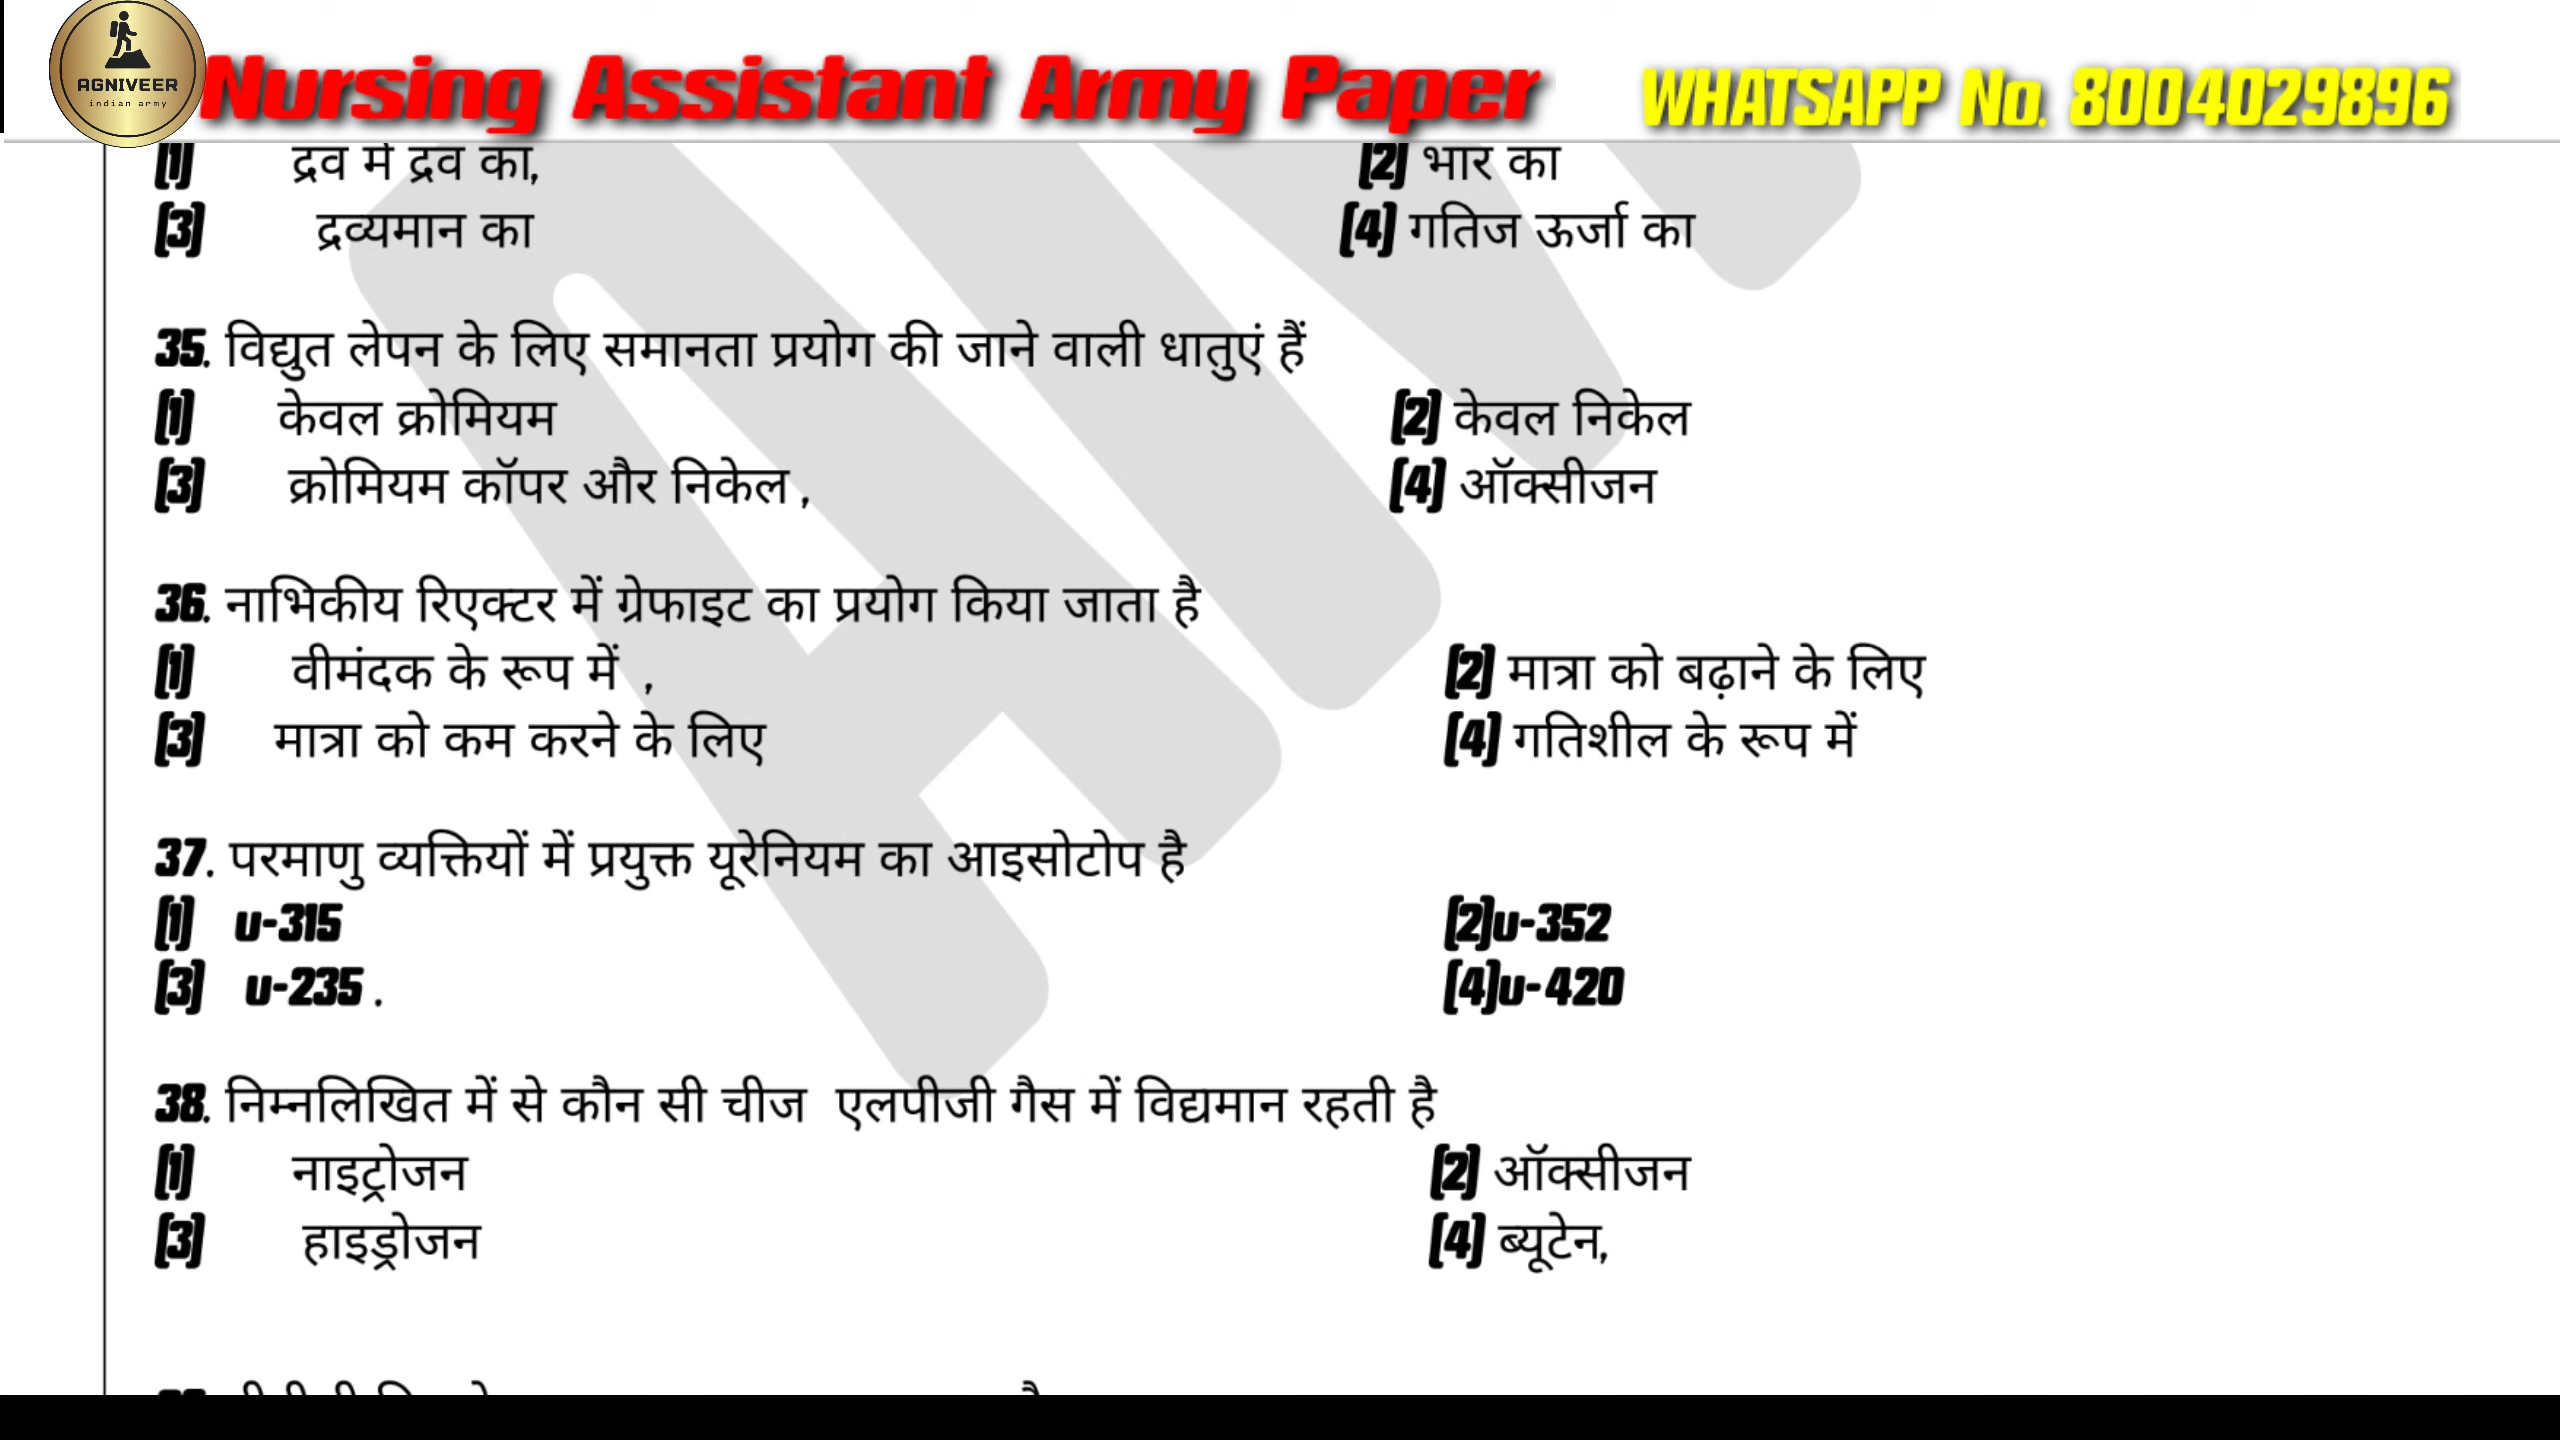 AGNIVEER
indian army
Nursing Assistant Army Paper WHATSAPP No. 8004029896
(1) द्रव में द्रव का, (2) भार का
(3) द्रव्यमान का (4) गतिज ऊर्जा का
35. विद्युत लेपन के लिए समानता प्रयोग की जाने वाली धातुएं हैं
(1) केवल क्रोमियम (2) केवल निकेल
(3) क्रोमियम कॉपर और निकेल , (4) ऑक्सीजन
36. नाभिकीय रिएक्टर में ग्रेफाइट का प्रयोग किया जाता है
(1) वीमंदक के रूप में , (2) मात्रा को बढ़ाने के लिए
(3) मात्रा को कम करने के लिए (4) गतिशील के रूप में
37. परमाणु व्यक्तियों में प्रयुक्त यूरेनियम का आइसोटोप है
(1) u-315 (2)u-352
(3) u-235 . (4)u-420
38. निम्नलिखित में से कौन सी चीज एलपीजी गैस में विद्यमान रहती है
(1) नाइट्रोजन (2) ऑक्सीजन
(3) हाइड्रोजन (4) ब्यूटेन,